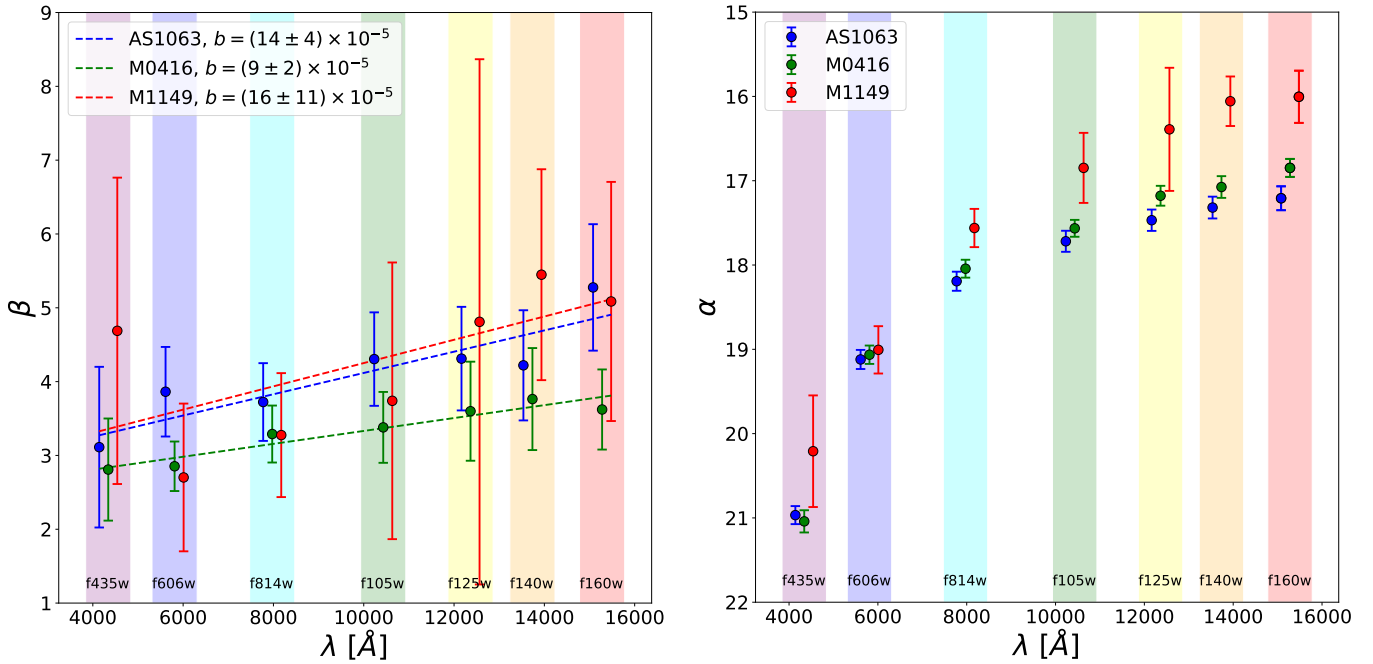 9
8
7
6
5
4
3
2
1
β
AS1063, b = (14 ± 4) × 10⁻⁵
M0416, b = (9 ± 2) × 10⁻⁵
M1149, b = (16 ± 11) × 10⁻⁵
f435w f606w f814w f105w f125w f140w f160w
4000 6000 8000 10000 12000 14000 16000
λ [Å]
15
16
17
18
19
20
21
22
α
AS1063
M0416
M1149
f435w f606w f814w f105w f125w f140w f160w
4000 6000 8000 10000 12000 14000 16000
λ [Å]